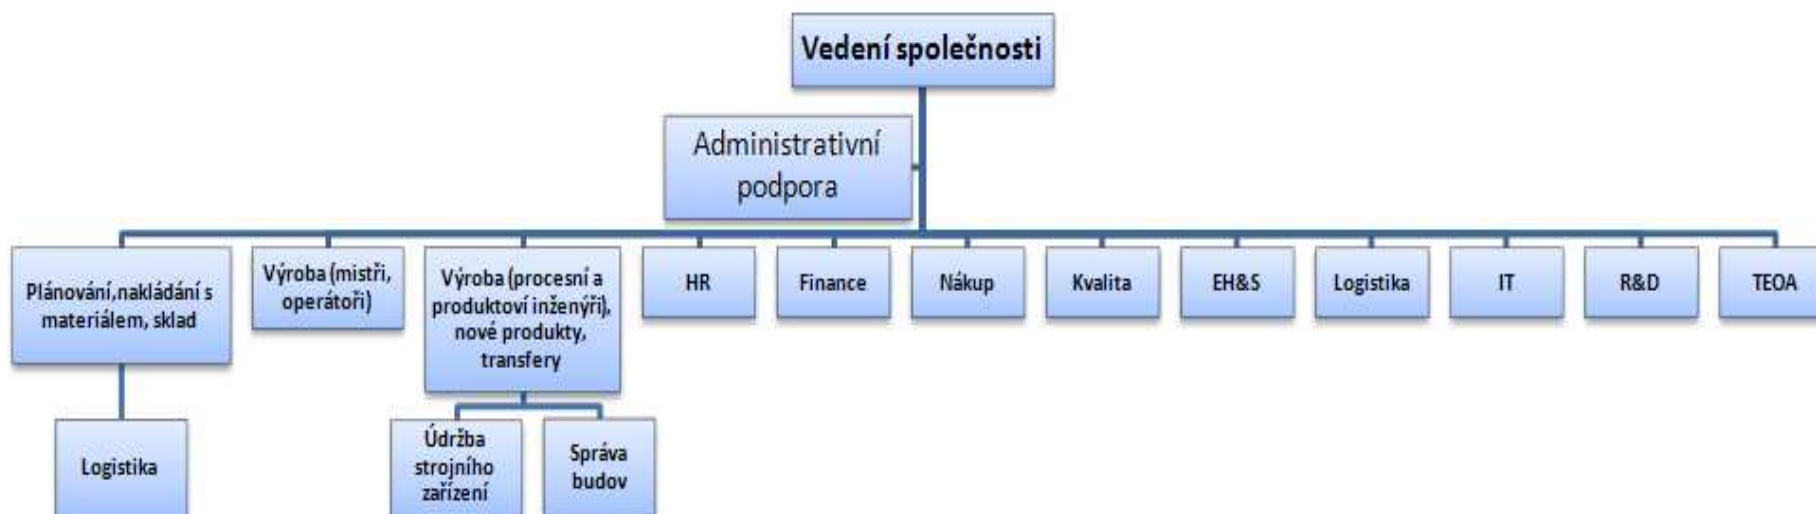 Vedení společnosti
Administrativní
podpora
Plánování,nakládání s
materiálem, sklad
Výroba (mistři,
operátoři)
Výroba (procesní a
produktoví inženýři),
nové produkty,
transfery
HR
Finance
Nákup
Kvalita
EH&S
Logistika
IT
R&D
TEOA
Logistika
Údržba
strojního
zařízení
Správa
budov